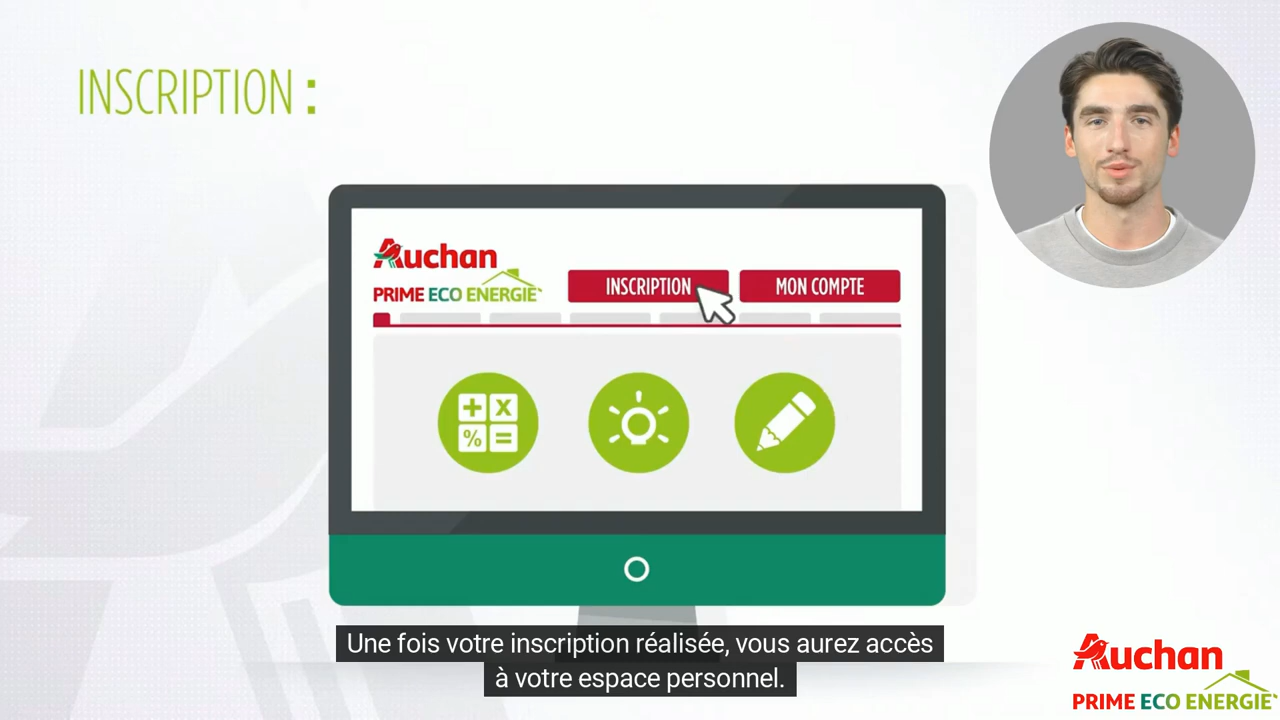 INSCRIPTION :
Auchan
PRIME ECO ENERGIE
INSCRIPTION
MON COMPTE
+ X
% =
Une fois votre inscription réalisée, vous aurez accès
à votre espace personnel.
Auchan
PRIME ECO ENERGIE